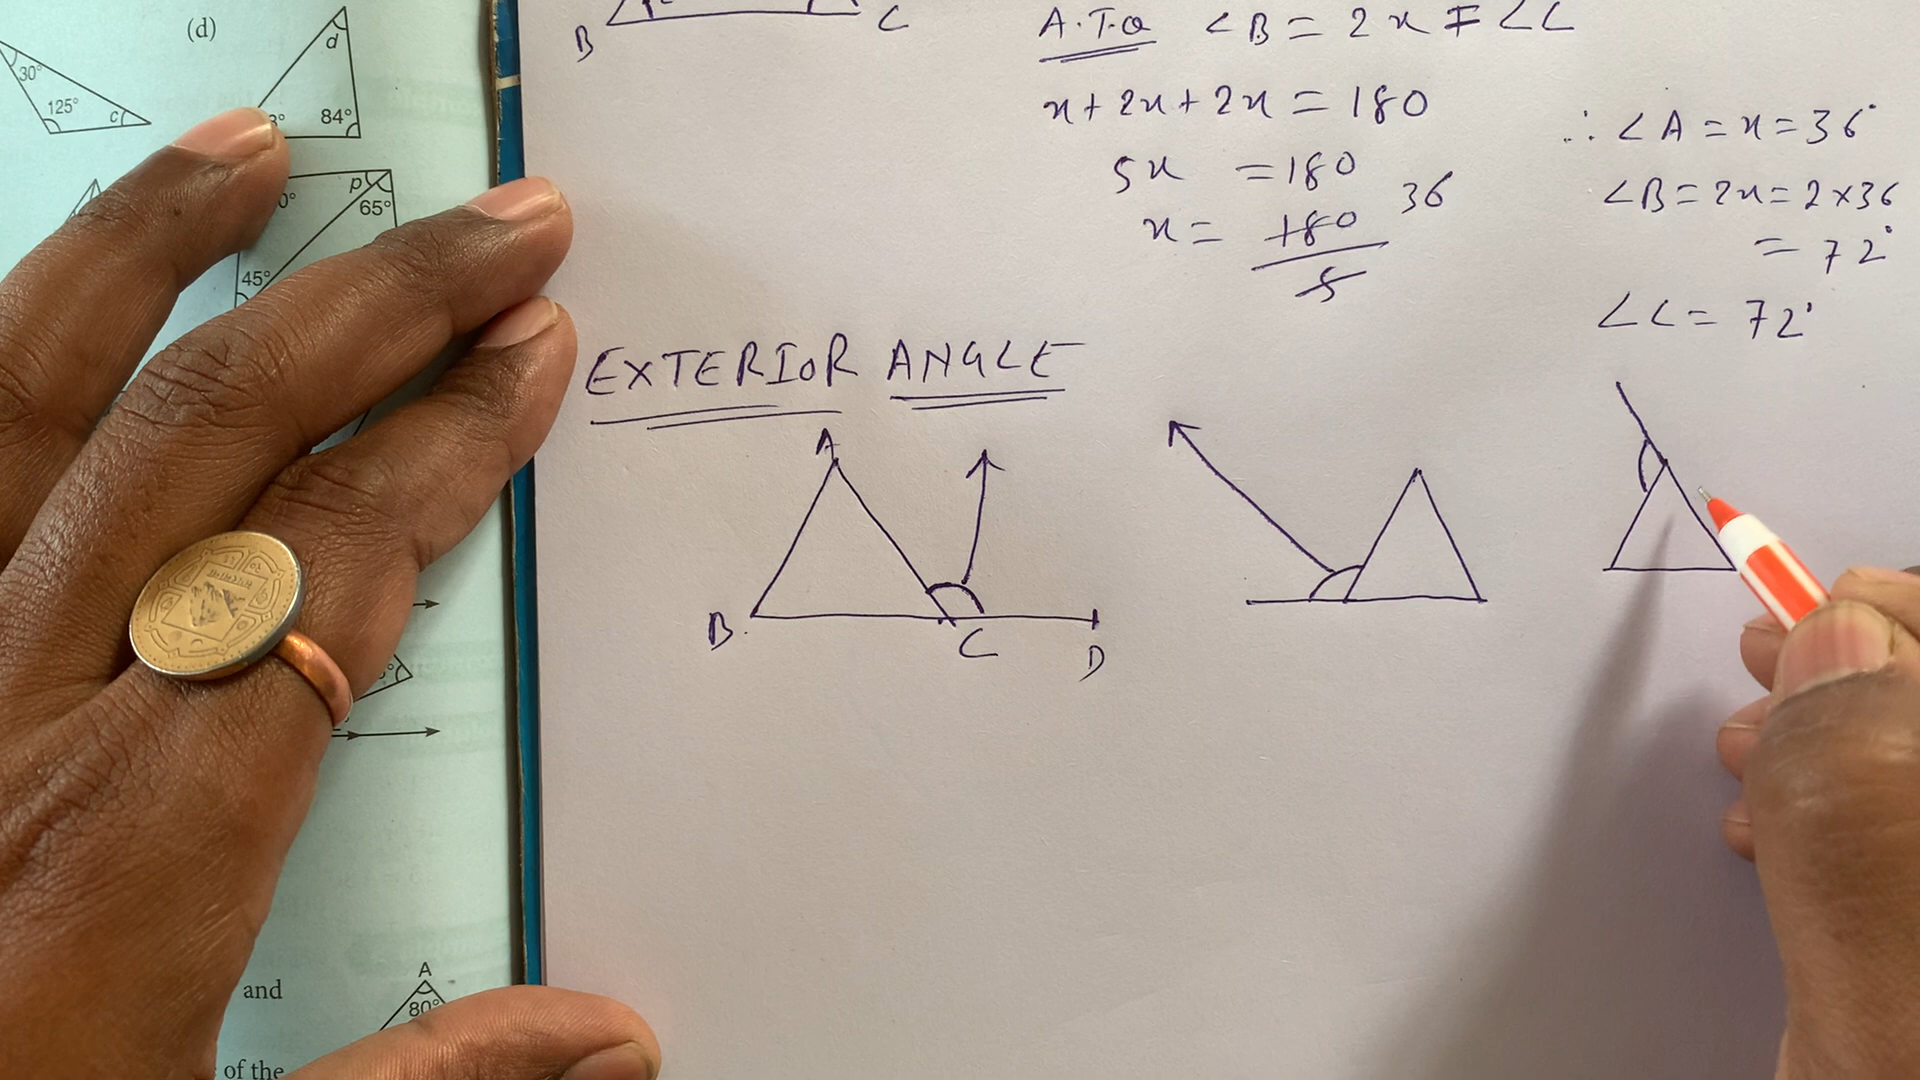 (d)
30°
125°
c
d
84°
p
65°
45°
A
80°
and
of the
B
C
A.T.Q ∠B = 2x = ∠C
x + 2x + 2x = 180
5x = 180
x = 180 36
5
∴ ∠A = x = 36°
∠B = 2x = 2×36
= 72°
∠C = 72°
EXTERIOR ANGLE
A
B
C
D